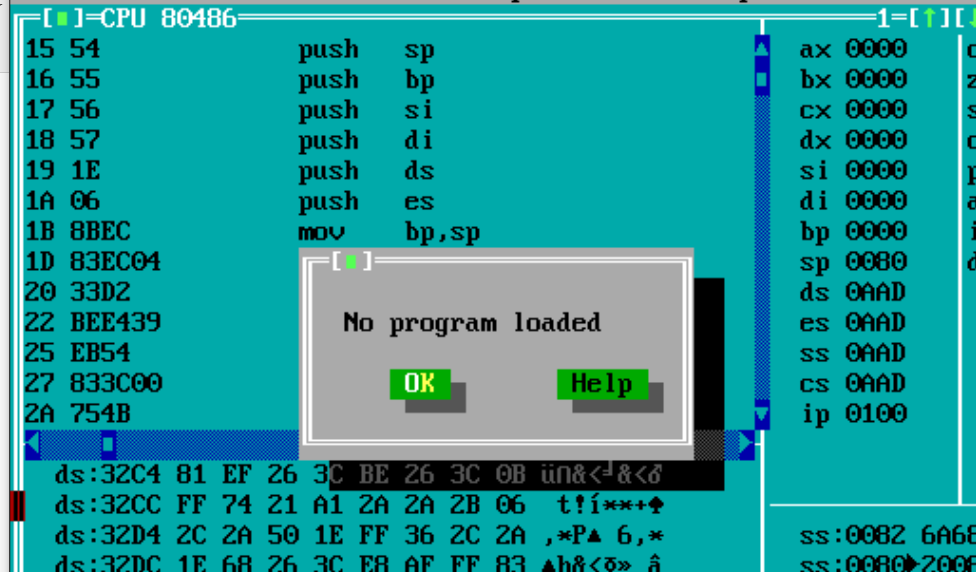 [■]=CPU 80486 1=[↑][
15 54 push sp
16 55 push bp
17 56 push si
18 57 push di
19 1E push ds
1A 06 push es
1B 8BEC mov bp,sp
1D 83EC04
20 33D2
22 BEE439
25 EB54
27 833C00
2A 754B
ax 0000
bx 0000
cx 0000
dx 0000
si 0000
di 0000
bp 0000
sp 0080
ds 0AAD
es 0AAD
ss 0AAD
cs 0AAD
ip 0100
[■]
No program loaded
OK Help
ds:32C4 81 EF 26 3C BE 26 3C 0B ü∩&<╛&<♂
ds:32CC FF 74 21 A1 2A 2A 2B 06 t!í**+♠
ds:32D4 2C 2A 50 1E FF 36 2C 2A ,*P▲ 6,*
ds:32DC 1E 68 26 3C E8 AF FF 83 ▲h&<Φ» â
ss:0082 6A68
ss:0080►2008